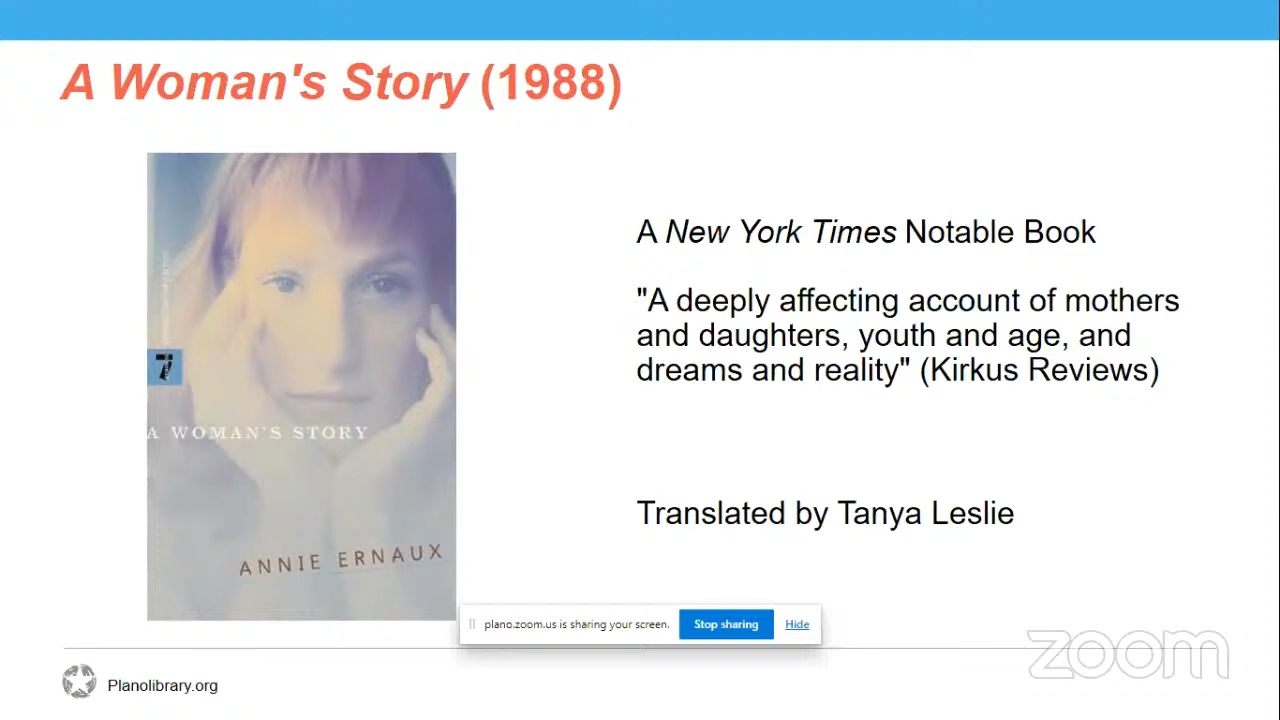 A Woman's Story (1988)
7
A WOMAN'S STORY
ANNIE ERNAUX
A New York Times Notable Book
"A deeply affecting account of mothers
and daughters, youth and age, and
dreams and reality" (Kirkus Reviews)
Translated by Tanya Leslie
plano.zoom.us is sharing your screen. Stop sharing Hide
zoom
Planolibrary.org